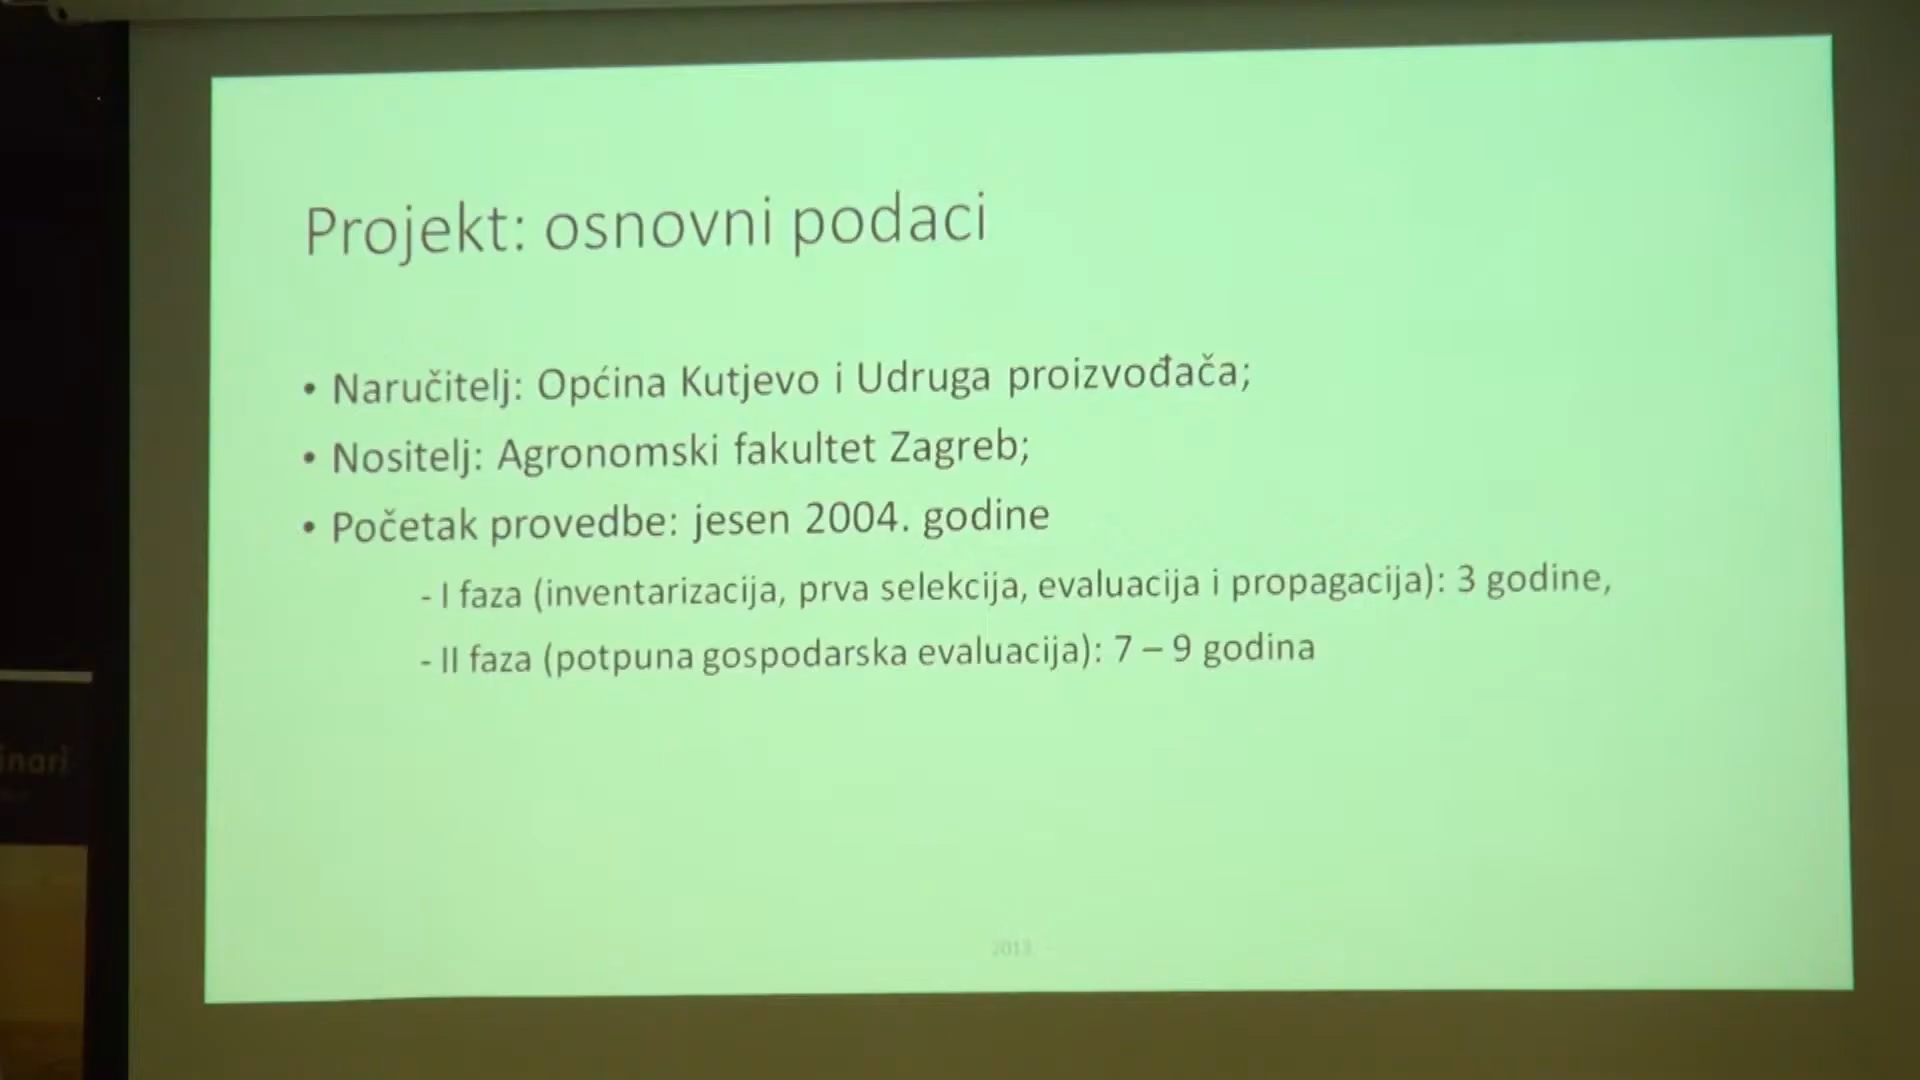 Projekt: osnovni podaci
• Naručitelj: Općina Kutjevo i Udruga proizvođača;
• Nositelj: Agronomski fakultet Zagreb;
• Početak provedbe: jesen 2004. godine
- I faza (inventarizacija, prva selekcija, evaluacija i propagacija): 3 godine,
- II faza (potpuna gospodarska evaluacija): 7 – 9 godina
inari